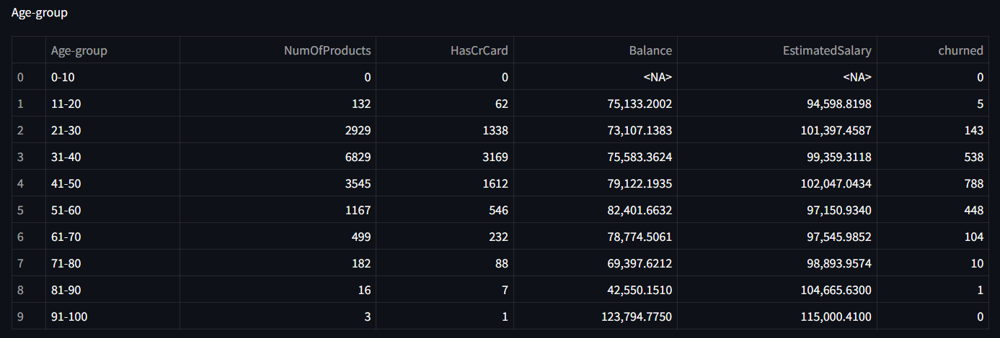 Age-group
Age-group NumOfProducts HasCrCard Balance EstimatedSalary churned
0 0-10 0 0 <NA> <NA> 0
1 11-20 132 62 75,133.2002 94,598.8198 5
2 21-30 2929 1338 73,107.1383 101,397.4587 143
3 31-40 6829 3169 75,583.3624 99,359.3118 538
4 41-50 3545 1612 79,122.1935 102,047.0434 788
5 51-60 1167 546 82,401.6632 97,150.9340 448
6 61-70 499 232 78,774.5061 97,545.9852 104
7 71-80 182 88 69,397.6212 98,893.9574 10
8 81-90 16 7 42,550.1510 104,665.6300 1
9 91-100 3 1 123,794.7750 115,000.4100 0